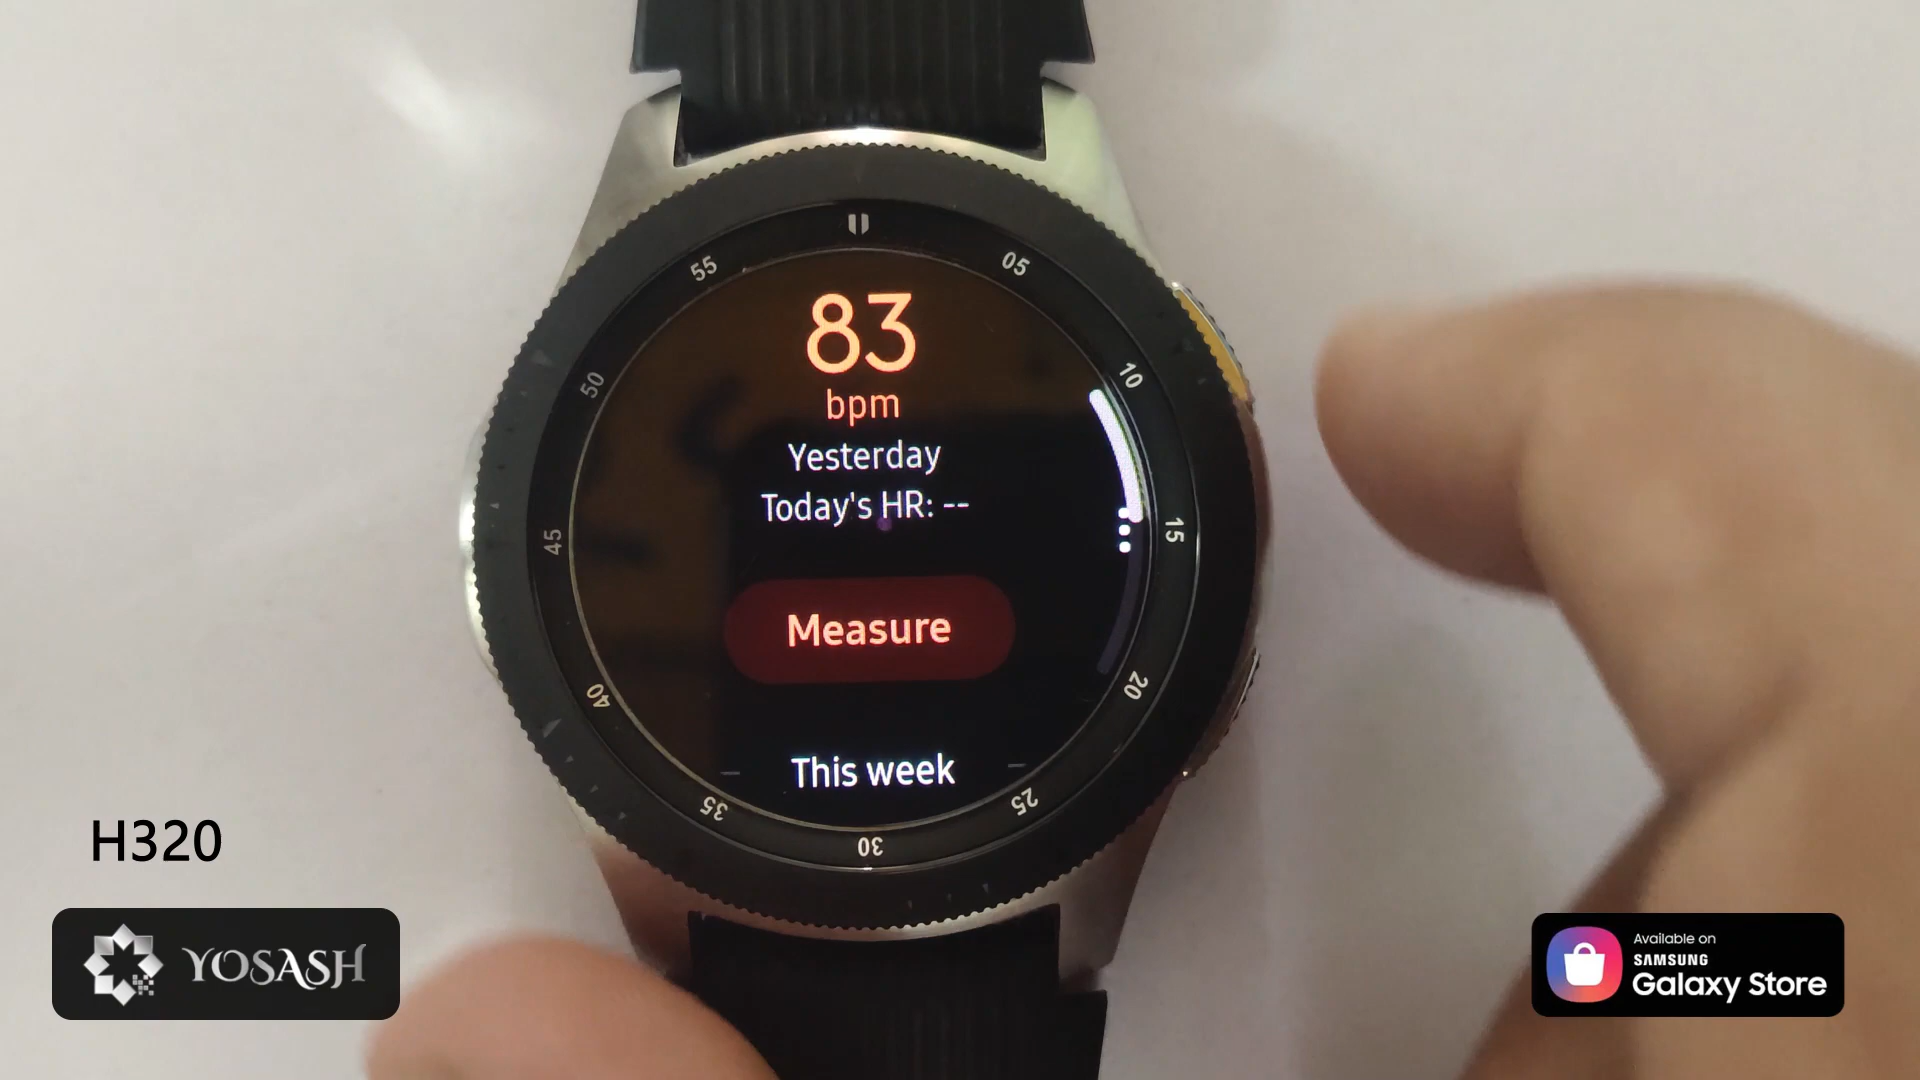 55
05
50
10
83
bpm
Yesterday
Today's HR: --
45
15
Measure
40
20
This week
35
25
30
H320
YOSASH
Available on
SAMSUNG
Galaxy Store